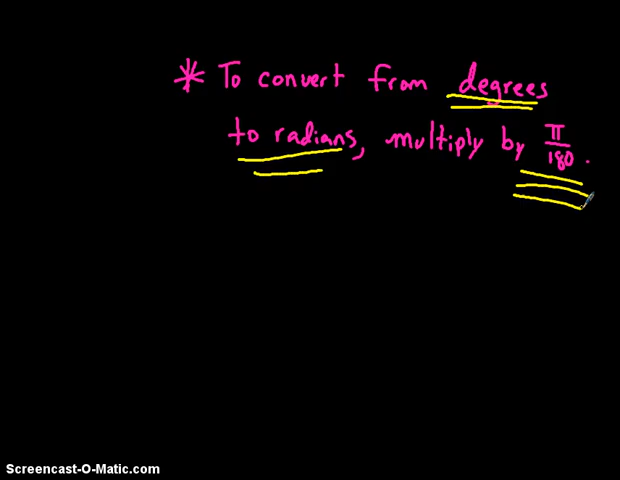 * To convert from degrees
to radians, multiply by π/180.
Screencast-O-Matic.com